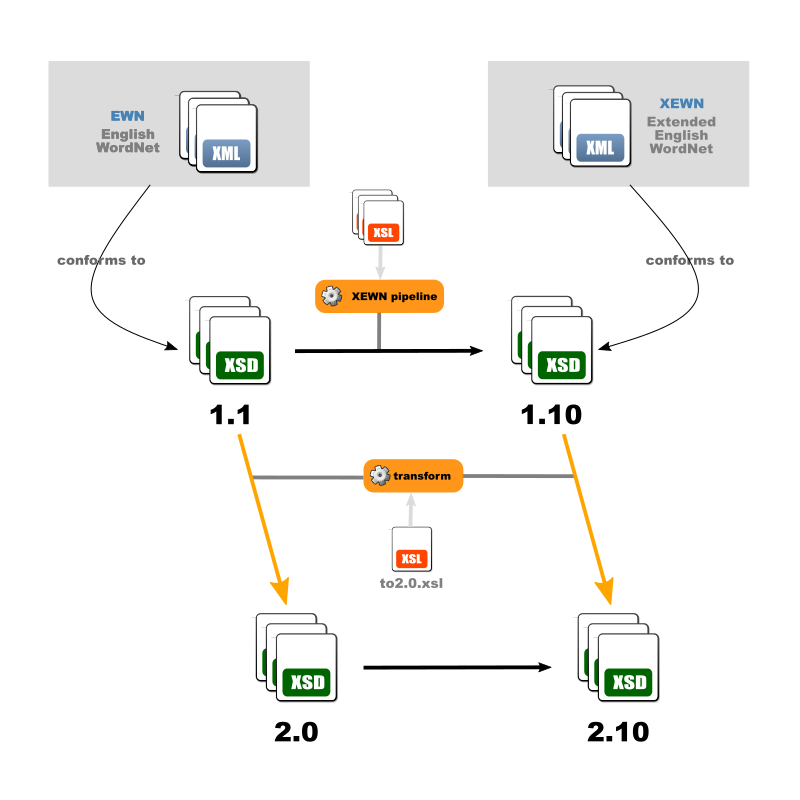 EWN
English
WordNet
XML
XEWN
Extended
English
WordNet
XML
conforms to
XSL
conforms to
XEWN pipeline
XSD
XSD
1.1
1.10
transform
XSL
to2.0.xsl
XSD
XSD
2.0
2.10